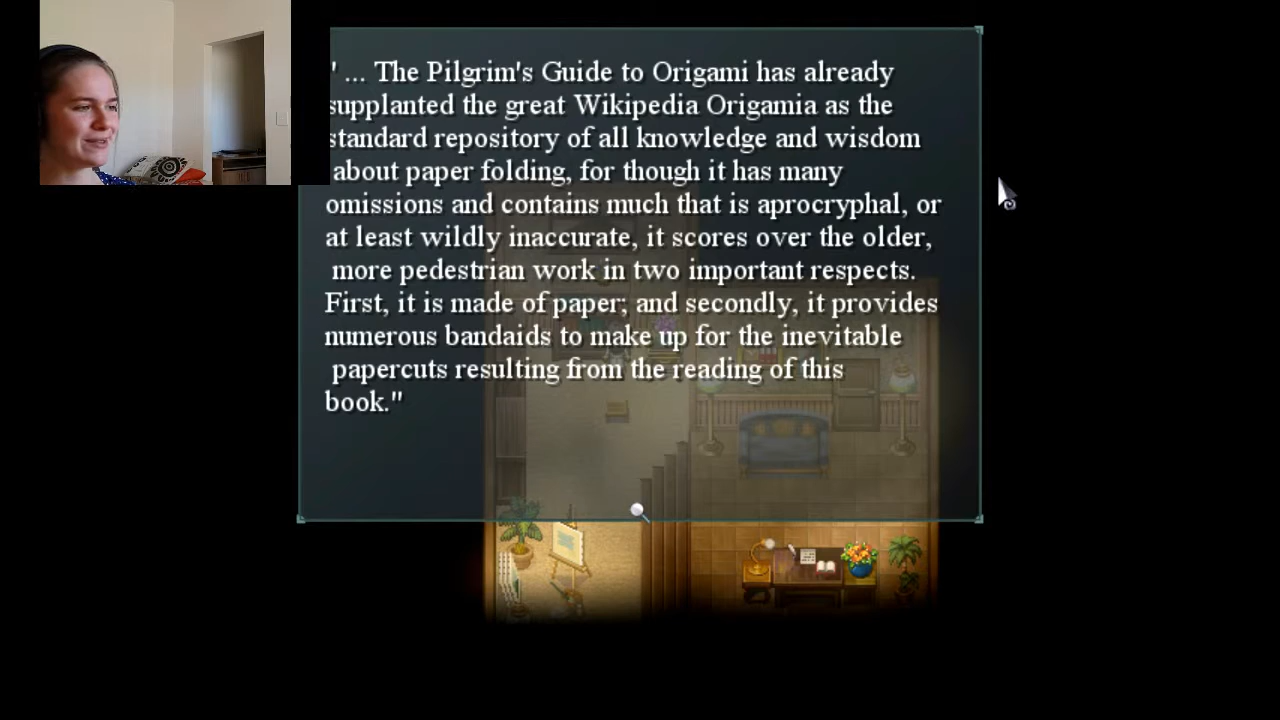 " ... The Pilgrim's Guide to Origami has already
supplanted the great Wikipedia Origamia as the
standard repository of all knowledge and wisdom
about paper folding, for though it has many
omissions and contains much that is aprocryphal, or
at least wildly inaccurate, it scores over the older,
more pedestrian work in two important respects.
First, it is made of paper; and secondly, it provides
numerous bandaids to make up for the inevitable
papercuts resulting from the reading of this
book."